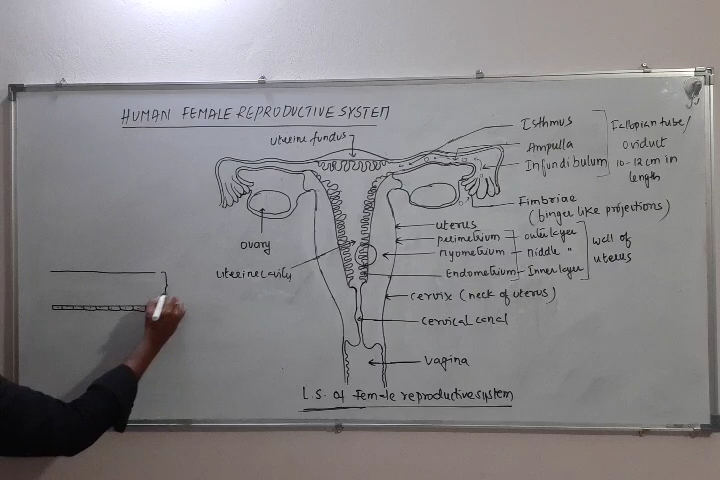 HUMAN FEMALE REPRODUCTIVE SYSTEM
uterine fundus
Isthmus
Ampulla
Infundibulum
Fallopian tube/
oviduct
10-12 cm in
length
Fimbriae
(binger like projections)
ovary
uterine cavity
uterus
perimetrium - outer layer
myometrium - middle "
Endometrium - Inner layer
wall of
uterus
cervix (neck of uterus)
cervical canal
vagina
L.S. of Female reproductive system